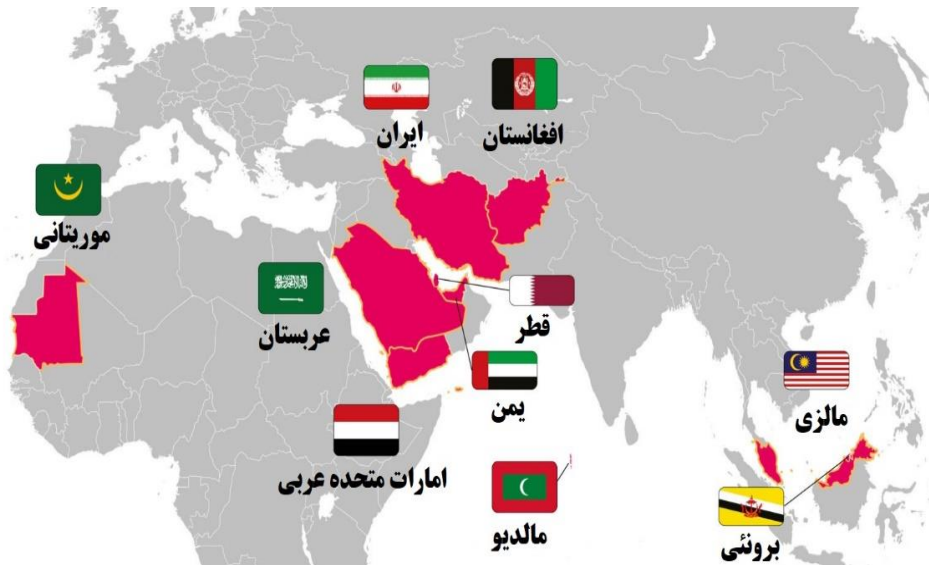 ایران
افغانستان
موریتانی
عربستان
قطر
یمن
مالزی
امارات متحده عربی
مالدیو
برونئی